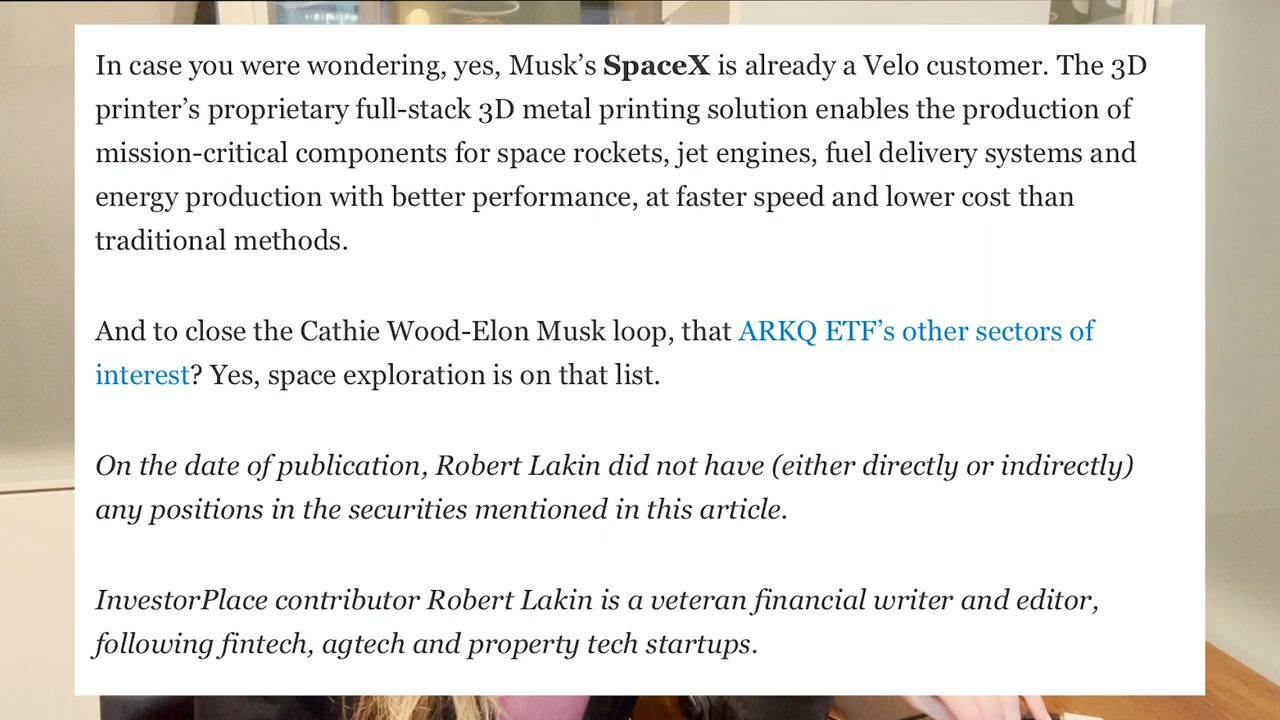 In case you were wondering, yes, Musk’s SpaceX is already a Velo customer. The 3D
printer’s proprietary full-stack 3D metal printing solution enables the production of
mission-critical components for space rockets, jet engines, fuel delivery systems and
energy production with better performance, at faster speed and lower cost than
traditional methods.
And to close the Cathie Wood-Elon Musk loop, that ARKQ ETF’s other sectors of
interest? Yes, space exploration is on that list.
On the date of publication, Robert Lakin did not have (either directly or indirectly)
any positions in the securities mentioned in this article.
InvestorPlace contributor Robert Lakin is a veteran financial writer and editor,
following fintech, agtech and property tech startups.